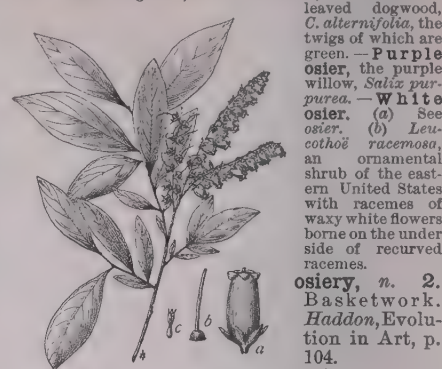 leaved dogwood,
C. alternifolia, the
twigs of which are
green. — Purple
osier, the purple
willow, Salix pur-
purea. — White
osier. (a) See
osier. (b) Leu-
cothoë racemosa,
an ornamental
shrub of the east-
ern United States
with racemes of
waxy white flowers
borne on the under
side of recurved
racemes.
osiery, n. 2.
Basketwork.
Haddon, Evolu-
tion in Art, p.
104.
c b a
4